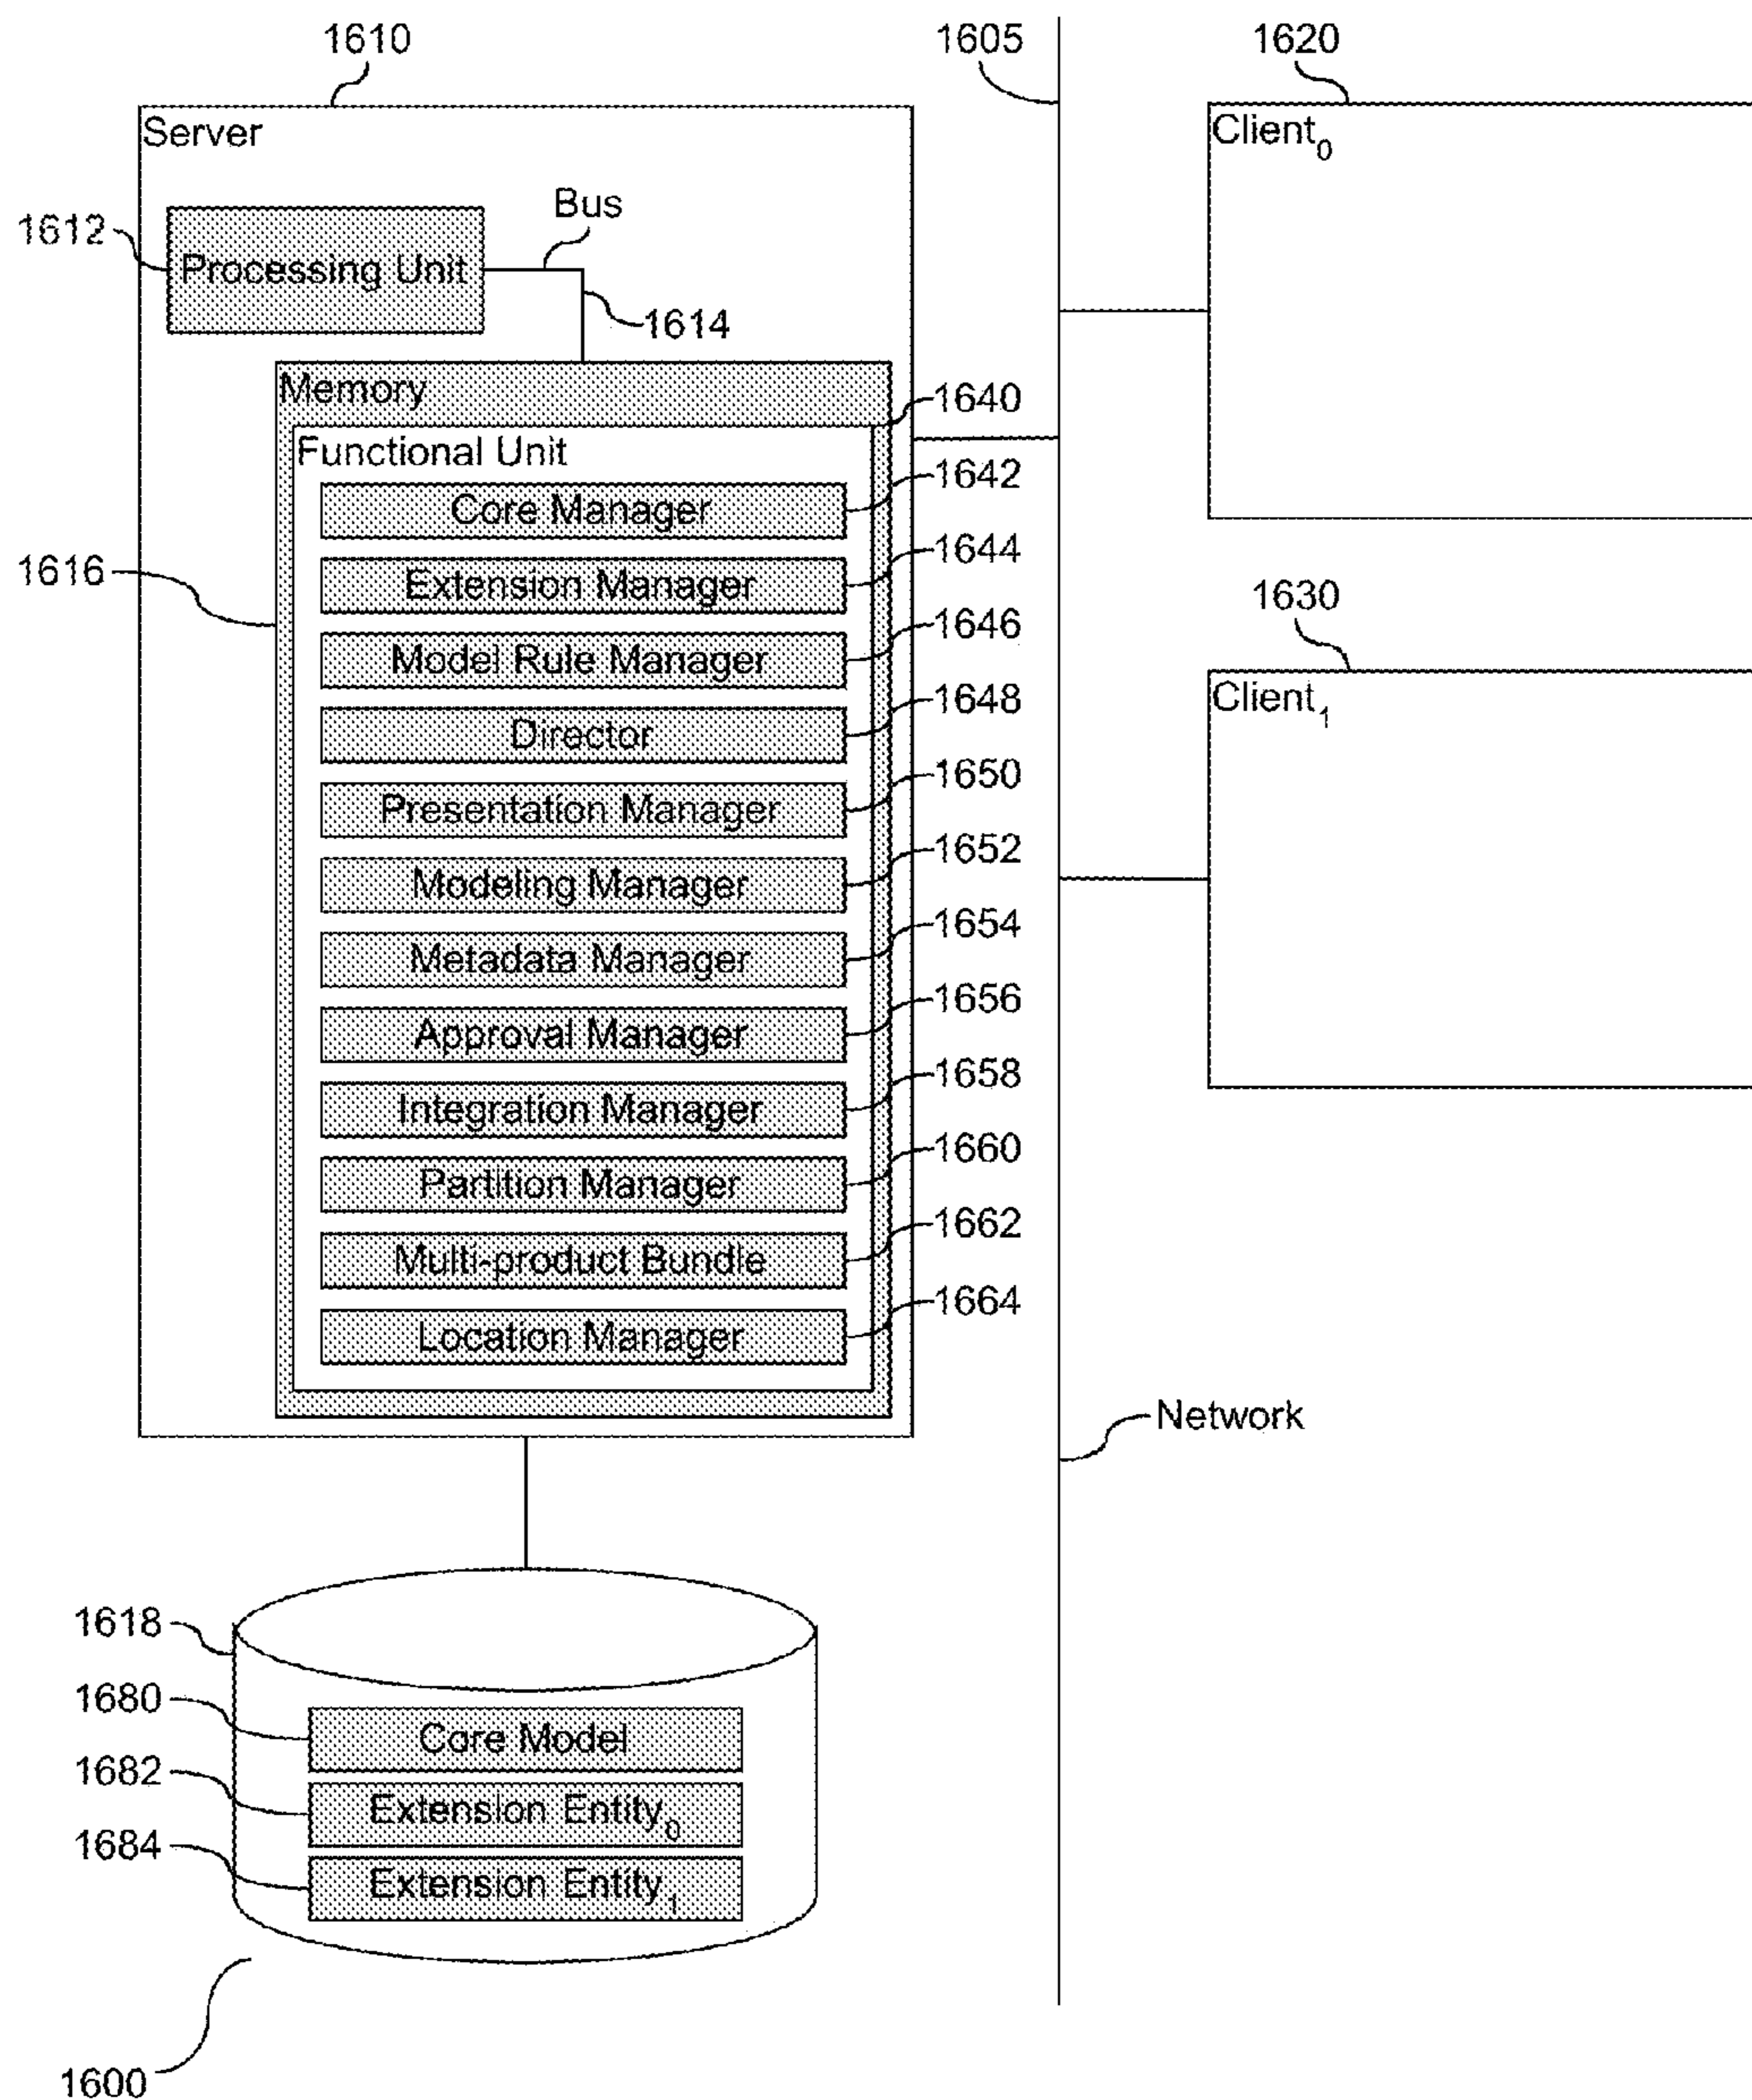 1610
1605
1620
Server
Client0
Bus
1612
Processing Unit
1614
Memory
1640
Functional Unit
1642
Core Manager
1644
1616
Extension Manager
1630
1646
Model Rule Manager
Client1
1648
Director
1650
Presentation Manager
1652
Modeling Manager
1654
Metadata Manager
1656
Approval Manager
1658
Integration Manager
1660
Partition Manager
1662
Multi-product Bundle
1664
Location Manager
Network
1618
1680
Core Model
1682
Extension Entity0
1684
Extension Entity1
1600